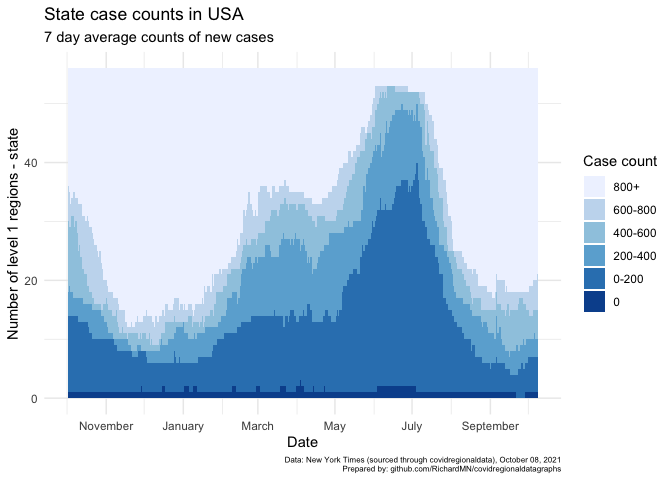 State case counts in USA
7 day average counts of new cases
Number of level 1 regions - state
40
20
0
November January March May July September
Date
Case count
800+
600-800
400-600
200-400
0-200
0
Data: New York Times (sourced through covidregionaldata), October 08, 2021
Prepared by: github.com/RichardMN/covidregionaldatagraphs